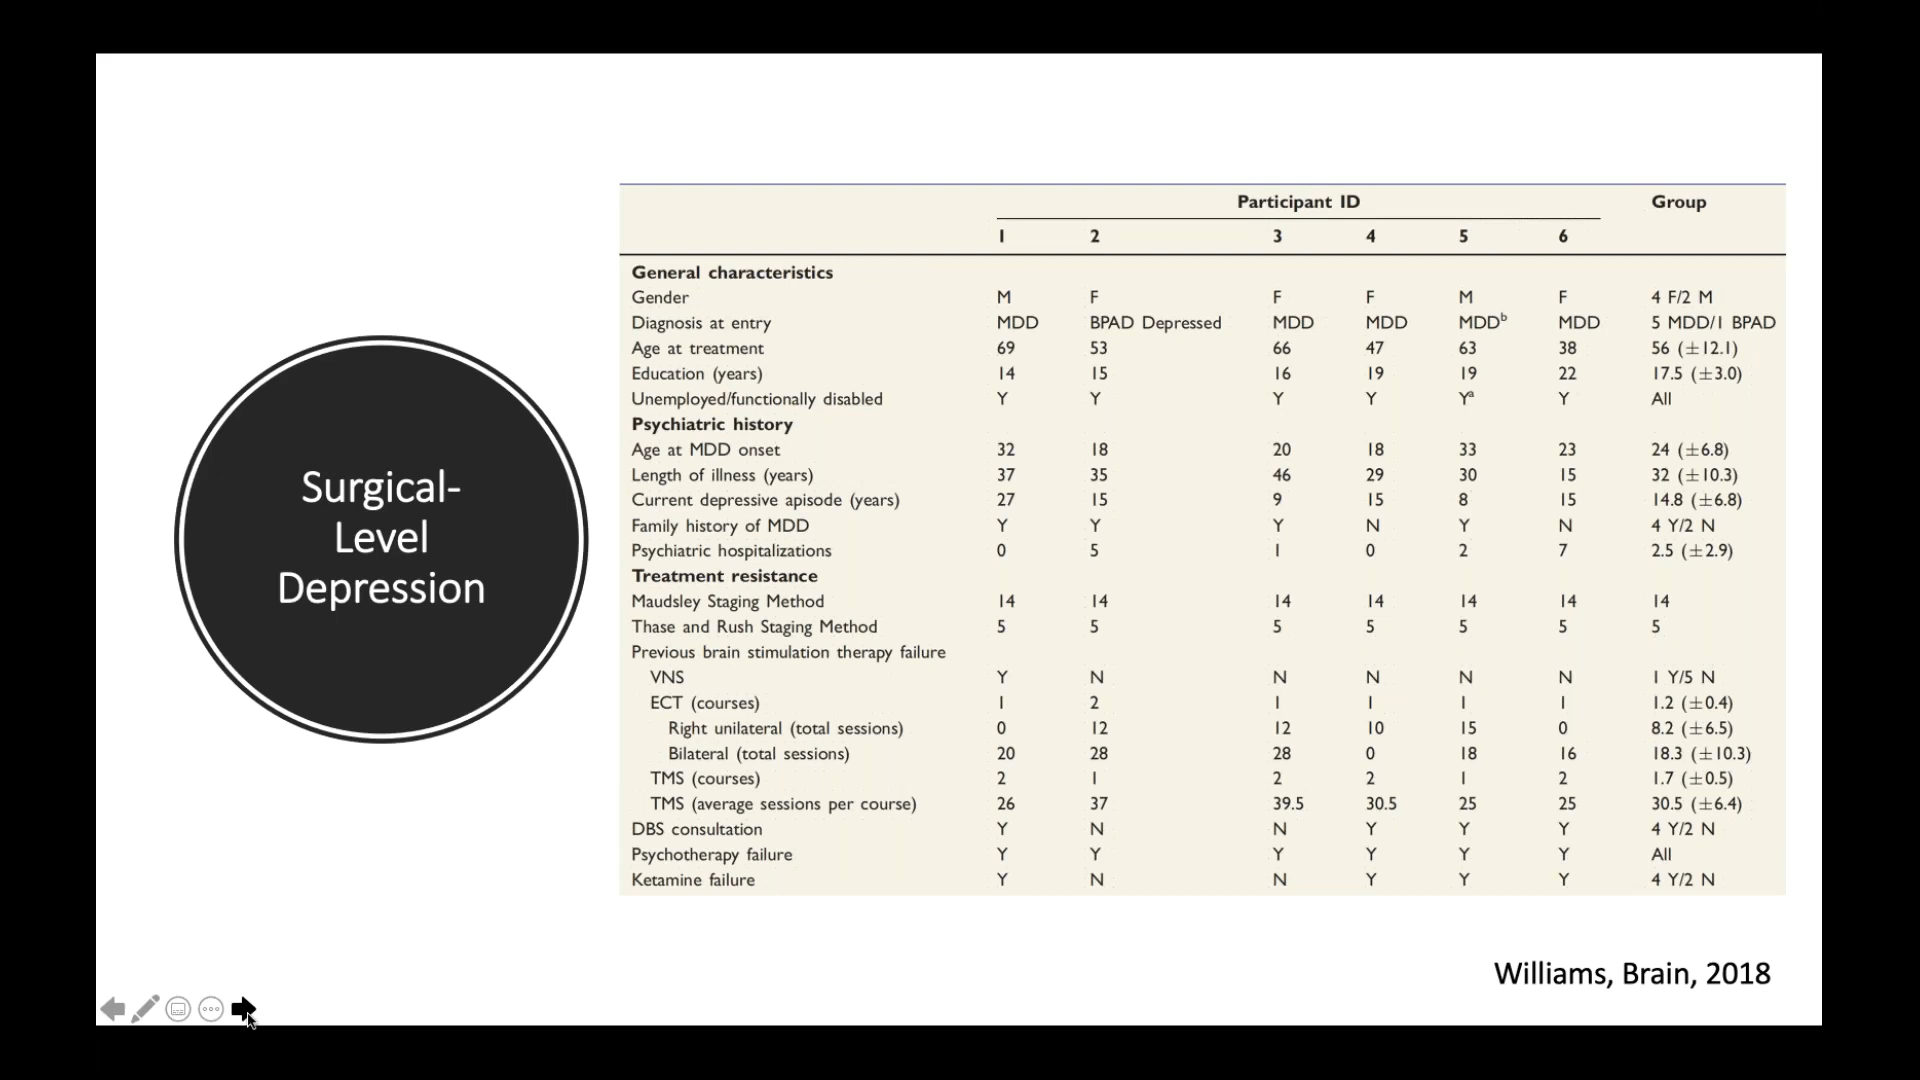 Surgical-
Level
Depression
Participant ID Group
1 2 3 4 5 6
General characteristics
Gender M F F F M F 4 F/2 M
Diagnosis at entry MDD BPAD Depressed MDD MDD MDDᵇ MDD 5 MDD/1 BPAD
Age at treatment 69 53 66 47 63 38 56 (±12.1)
Education (years) 14 15 16 19 19 22 17.5 (±3.0)
Unemployed/functionally disabled Y Y Y Y Yᵃ Y All
Psychiatric history
Age at MDD onset 32 18 20 18 33 23 24 (±6.8)
Length of illness (years) 37 35 46 29 30 15 32 (±10.3)
Current depressive apisode (years) 27 15 9 15 8 15 14.8 (±6.8)
Family history of MDD Y Y Y N Y N 4 Y/2 N
Psychiatric hospitalizations 0 5 1 0 2 7 2.5 (±2.9)
Treatment resistance
Maudsley Staging Method 14 14 14 14 14 14 14
Thase and Rush Staging Method 5 5 5 5 5 5 5
Previous brain stimulation therapy failure
VNS Y N N N N N 1 Y/5 N
ECT (courses) 1 2 1 1 1 1 1.2 (±0.4)
Right unilateral (total sessions) 0 12 12 10 15 0 8.2 (±6.5)
Bilateral (total sessions) 20 28 28 0 18 16 18.3 (±10.3)
TMS (courses) 2 1 2 2 1 2 1.7 (±0.5)
TMS (average sessions per course) 26 37 39.5 30.5 25 25 30.5 (±6.4)
DBS consultation Y N N Y Y Y 4 Y/2 N
Psychotherapy failure Y Y Y Y Y Y All
Ketamine failure Y N N Y Y Y 4 Y/2 N
Williams, Brain, 2018